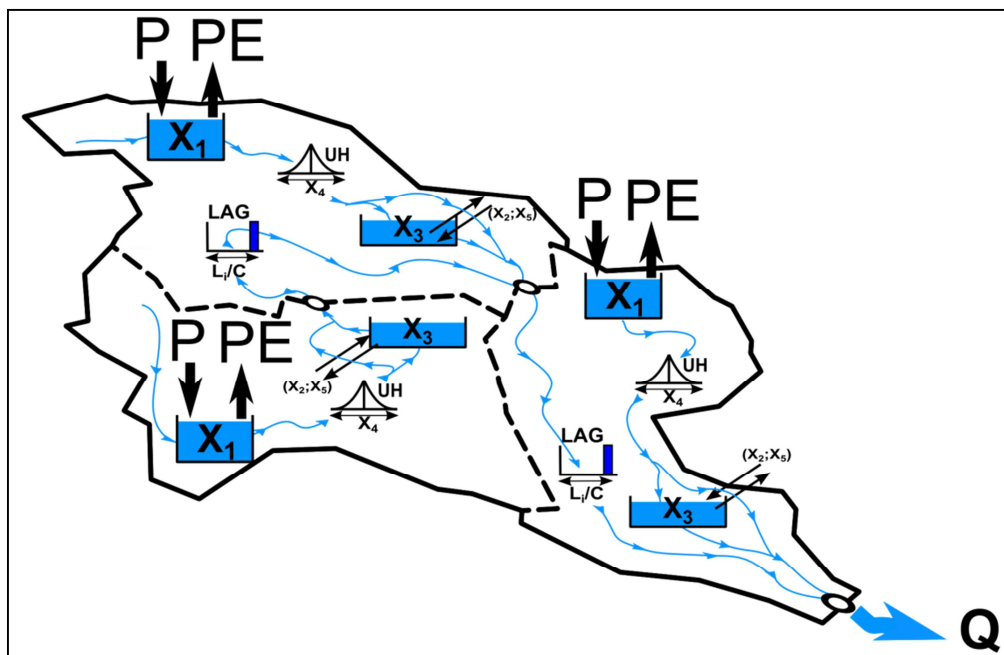 P PE
X1
UH
X4
LAG
Li/C
X3
(X2;X5)
P PE
X1
UH
X4
X3
(X2;X5)
P PE
X1
UH
X4
LAG
Li/C
X3
(X2;X5)
Q